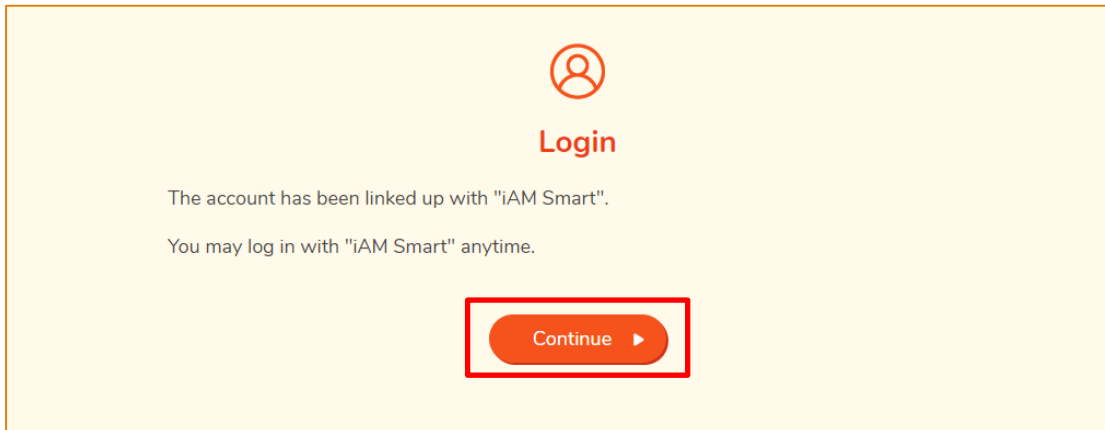 Login
The account has been linked up with "iAM Smart".
You may log in with "iAM Smart" anytime.
Continue